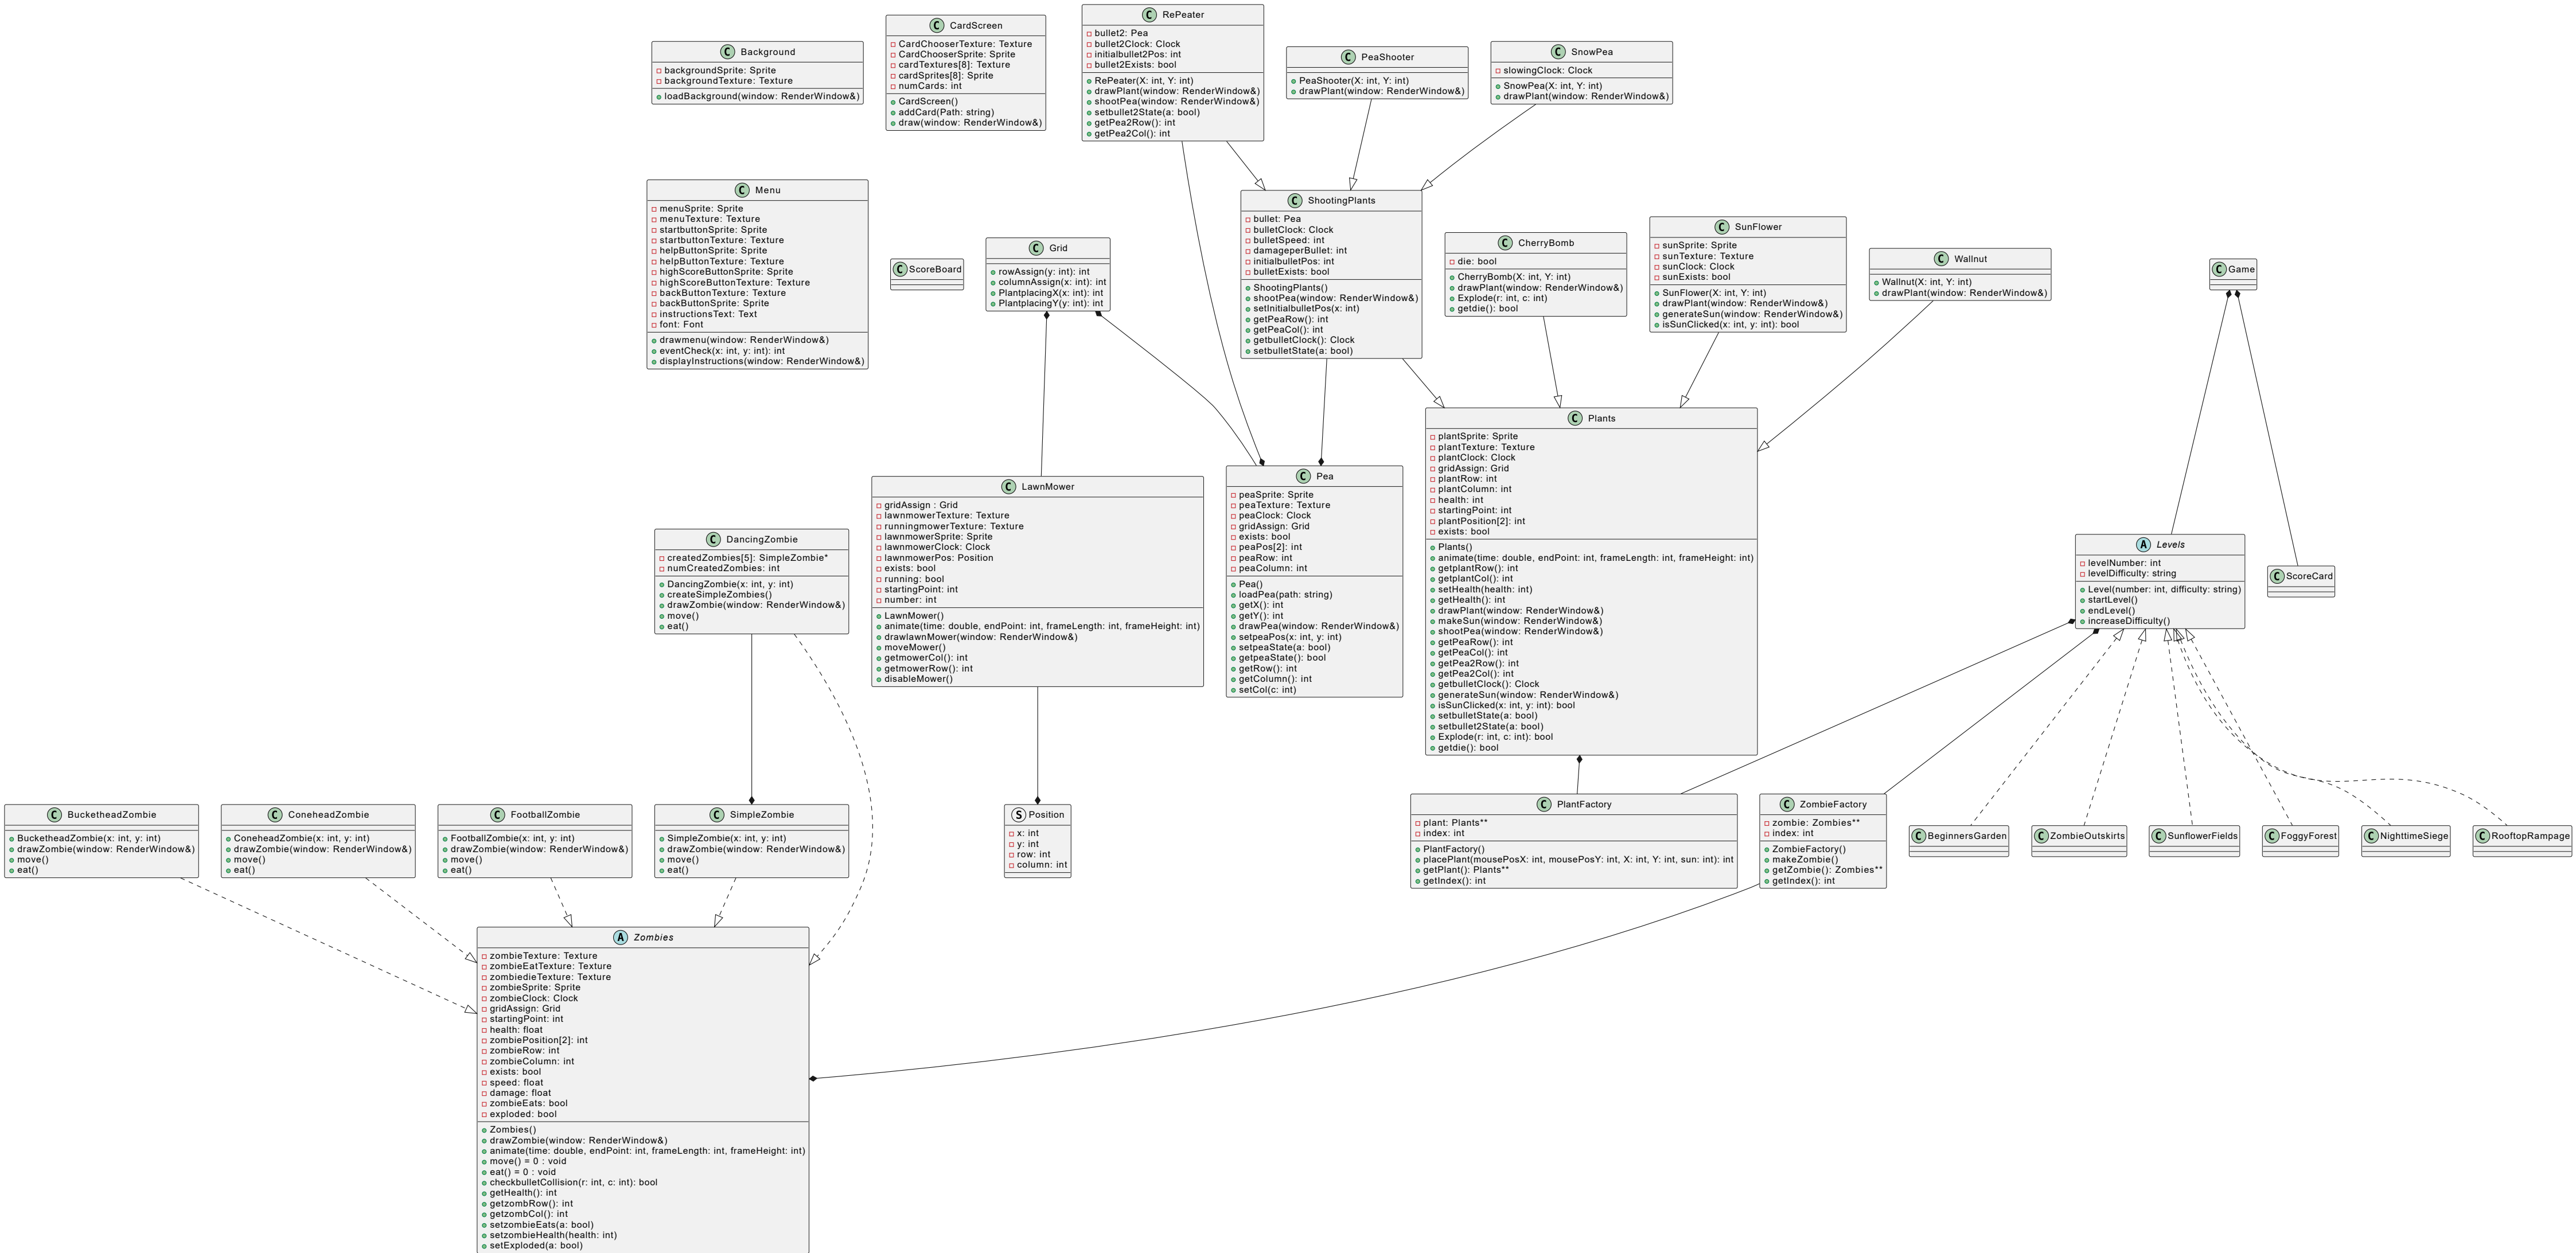 Background
backgroundSprite: Sprite
backgroundTexture: Texture
loadBackground(window: RenderWindow&)
CardScreen
CardChooserTexture: Texture
CardChooserSprite: Sprite
cardTextures[8]: Texture
cardSprites[8]: Sprite
numCards: int
CardScreen()
addCard(Path: string)
draw(window: RenderWindow&)
RePeater
bullet2: Pea
bullet2Clock: Clock
initialbullet2Pos: int
bullet2Exists: bool
RePeater(X: int, Y: int)
drawPlant(window: RenderWindow&)
shootPea(window: RenderWindow&)
setbullet2State(a: bool)
getPea2Row(): int
getPea2Col(): int
PeaShooter
PeaShooter(X: int, Y: int)
drawPlant(window: RenderWindow&)
SnowPea
slowingClock: Clock
SnowPea(X: int, Y: int)
drawPlant(window: RenderWindow&)
Menu
menuSprite: Sprite
menuTexture: Texture
startbuttonSprite: Sprite
startbuttonTexture: Texture
helpButtonSprite: Sprite
helpButtonTexture: Texture
highScoreButtonSprite: Sprite
highScoreButtonTexture: Texture
backButtonTexture: Texture
backButtonSprite: Sprite
instructionsText: Text
font: Font
drawmenu(window: RenderWindow&)
eventCheck(x: int, y: int): int
displayInstructions(window: RenderWindow&)
ScoreBoard
Grid
rowAssign(y: int): int
columnAssign(x: int): int
PlantplacingX(x: int): int
PlantplacingY(y: int): int
ShootingPlants
bullet: Pea
bulletClock: Clock
bulletSpeed: int
damageperBullet: int
initialbulletPos: int
bulletExists: bool
ShootingPlants()
shootPea(window: RenderWindow&)
setInitialbulletPos(x: int)
getPeaRow(): int
getPeaCol(): int
getbulletClock(): Clock
setbulletState(a: bool)
CherryBomb
die: bool
CherryBomb(X: int, Y: int)
drawPlant(window: RenderWindow&)
Explode(r: int, c: int)
getdie(): bool
SunFlower
sunSprite: Sprite
sunTexture: Texture
sunClock: Clock
sunExists: bool
SunFlower(X: int, Y: int)
drawPlant(window: RenderWindow&)
generateSun(window: RenderWindow&)
isSunClicked(x: int, y: int): bool
Wallnut
Wallnut(X: int, Y: int)
drawPlant(window: RenderWindow&)
Game
LawnMower
gridAssign : Grid
lawnmowerTexture: Texture
runningmowerTexture: Texture
lawnmowerSprite: Sprite
lawnmowerClock: Clock
lawnmowerPos: Position
exists: bool
running: bool
startingPoint: int
number: int
LawnMower()
animate(time: double, endPoint: int, frameLength: int, frameHeight: int)
drawlawnMower(window: RenderWindow&)
moveMower()
getmowerCol(): int
getmowerRow(): int
disableMower()
Pea
peaSprite: Sprite
peaTexture: Texture
peaClock: Clock
gridAssign: Grid
exists: bool
peaPos[2]: int
peaRow: int
peaColumn: int
Pea()
loadPea(path: string)
getX(): int
getY(): int
drawPea(window: RenderWindow&)
setpeaPos(x: int, y: int)
setpeaState(a: bool)
getpeaState(): bool
getRow(): int
getColumn(): int
setCol(c: int)
Plants
plantSprite: Sprite
plantTexture: Texture
plantClock: Clock
gridAssign: Grid
plantRow: int
plantColumn: int
health: int
startingPoint: int
plantPosition[2]: int
exists: bool
Plants()
animate(time: double, endPoint: int, frameLength: int, frameHeight: int)
getplantRow(): int
getplantCol(): int
setHealth(health: int)
getHealth(): int
drawPlant(window: RenderWindow&)
makeSun(window: RenderWindow&)
shootPea(window: RenderWindow&)
getPeaRow(): int
getPeaCol(): int
getPea2Row(): int
getPea2Col(): int
getbulletClock(): Clock
generateSun(window: RenderWindow&)
isSunClicked(x: int, y: int): bool
setbulletState(a: bool)
setbullet2State(a: bool)
Explode(r: int, c: int): bool
getdie(): bool
Levels
levelNumber: int
levelDifficulty: string
Level(number: int, difficulty: string)
startLevel()
endLevel()
increaseDifficulty()
ScoreCard
DancingZombie
createdZombies[5]: SimpleZombie*
numCreatedZombies: int
DancingZombie(x: int, y: int)
createSimpleZombies()
drawZombie(window: RenderWindow&)
move()
eat()
BucketheadZombie
BucketheadZombie(x: int, y: int)
drawZombie(window: RenderWindow&)
move()
eat()
ConeheadZombie
ConeheadZombie(x: int, y: int)
drawZombie(window: RenderWindow&)
move()
eat()
FootballZombie
FootballZombie(x: int, y: int)
drawZombie(window: RenderWindow&)
move()
eat()
SimpleZombie
SimpleZombie(x: int, y: int)
drawZombie(window: RenderWindow&)
move()
eat()
Position
x: int
y: int
row: int
column: int
PlantFactory
plant: Plants**
index: int
PlantFactory()
placePlant(mousePosX: int, mousePosY: int, X: int, Y: int, sun: int): int
getPlant(): Plants**
getIndex(): int
ZombieFactory
zombie: Zombies**
index: int
ZombieFactory()
makeZombie()
getZombie(): Zombies**
getIndex(): int
BeginnersGarden
ZombieOutskirts
SunflowerFields
FoggyForest
NighttimeSiege
RooftopRampage
Zombies
zombieTexture: Texture
zombieEatTexture: Texture
zombiedieTexture: Texture
zombieSprite: Sprite
zombieClock: Clock
gridAssign: Grid
startingPoint: int
health: float
zombiePosition[2]: int
zombieRow: int
zombieColumn: int
exists: bool
speed: float
damage: float
zombieEats: bool
exploded: bool
Zombies()
drawZombie(window: RenderWindow&)
animate(time: double, endPoint: int, frameLength: int, frameHeight: int)
move() = 0 : void
eat() = 0 : void
checkbulletCollision(r: int, c: int): bool
getHealth(): int
getzombRow(): int
getzombCol(): int
setzombieEats(a: bool)
setzombieHealth(health: int)
setExploded(a: bool)